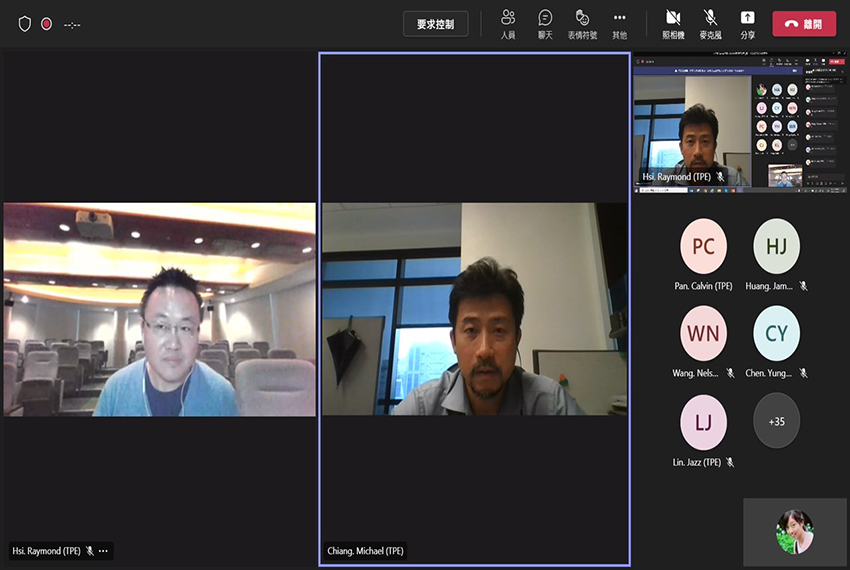 --:--
要求控制
人員
聊天
表情符號
其他
照相機
麥克風
分享
離開
Hsi. Raymond (TPE)
PC
HJ
Pan. Calvin (TPE)
Huang. Jam...
WN
CY
Wang. Nels...
Chen. Yung...
LJ
+35
Lin. Jazz (TPE)
Hsi. Raymond (TPE)
Chiang. Michael (TPE)